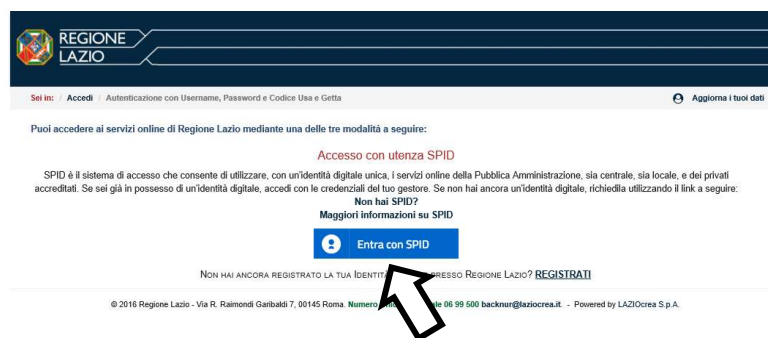 REGIONE
LAZIO
Sei in: / Accedi / Autenticazione con Username, Password e Codice Usa e Getta
Aggiorna i tuoi dati
Puoi accedere ai servizi online di Regione Lazio mediante una delle tre modalità a seguire:
Accesso con utenza SPID
SPID è il sistema di accesso che consente di utilizzare, con un'identità digitale unica, i servizi online della Pubblica Amministrazione, sia centrale, sia locale, e dei privati
accreditati. Se sei già in possesso di un'identità digitale, accedi con le credenziali del tuo gestore. Se non hai ancora un'identità digitale, richiedila utilizzando il link a seguire:
Non hai SPID?
Maggiori informazioni su SPID
Entra con SPID
NON HAI ANCORA REGISTRATO LA TUA PRESSO REGIONE LAZIO? REGISTRATI
© 2016 Regione Lazio - Via R. Raimondi Garibaldi 7, 00145 Roma. Numero 06 99 500 backnur@laziocrea.it. - Powered by LAZIOcrea S.p.A.